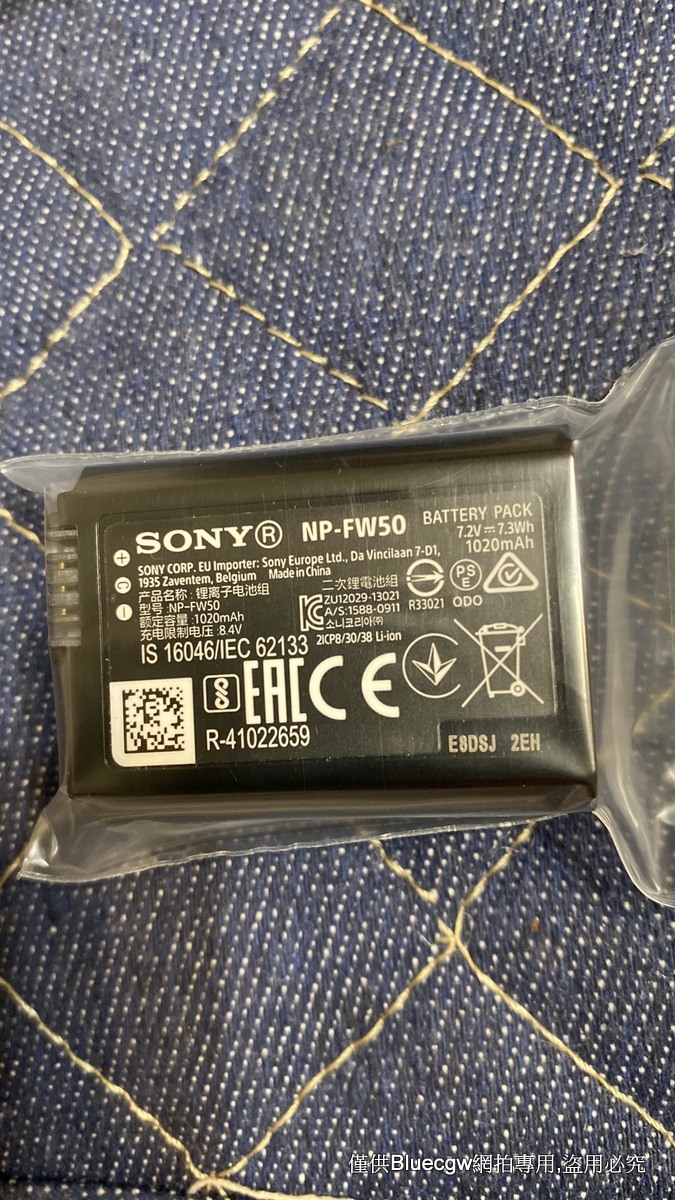 SONY® NP-FW50 BATTERY PACK
7.2V⎓7.3Wh
1020mAh
SONY CORP. EU Importer: Sony Europe Ltd., Da Vincilaan 7-D1,
1935 Zaventem, Belgium Made in China
产品名称:锂离子电池组
型号:NP-FW50
额定容量:1020mAh
充电限制电压:8.4V
二次鋰電池組
ZU12029-13021
A/S:1588-0911
소니코리아㈜
R33021
PS
E
ODO
2ICP8/30/38 Li-ion
IS 16046/IEC 62133
EAC CE
R-41022659
E8DSJ 2EH
僅供Bluecgw網拍專用,盜用必究